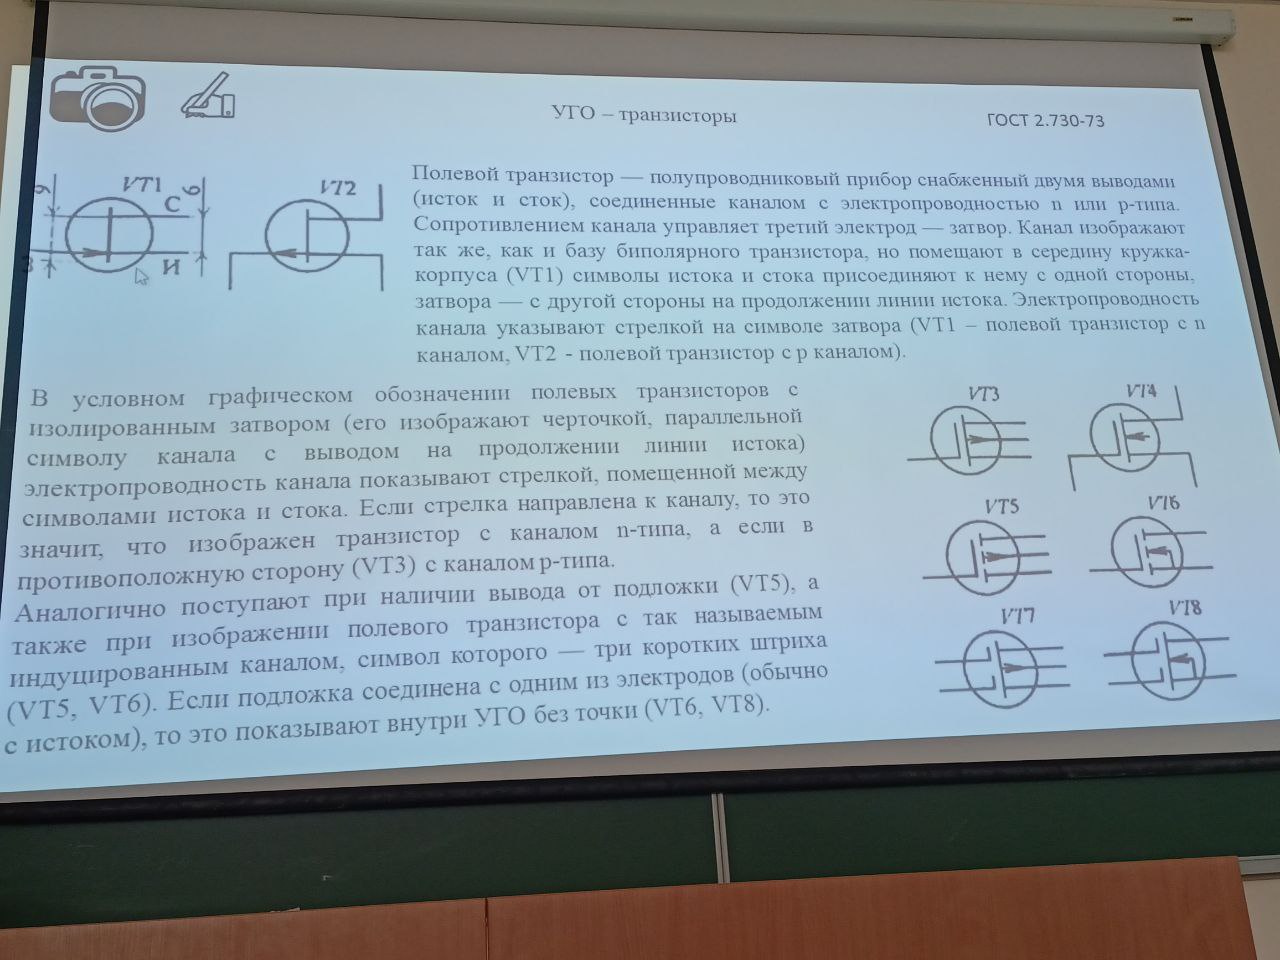 УГО – транзисторы
ГОСТ 2.730-73
VT1
6
6
С
З
И
VT2
Полевой транзистор — полупроводниковый прибор снабженный двумя выводами
(исток и сток), соединенные каналом с электропроводностью n или p-типа.
Сопротивлением канала управляет третий электрод — затвор. Канал изображают
так же, как и базу биполярного транзистора, но помещают в середину кружка-
корпуса (VT1) символы истока и стока присоединяют к нему с одной стороны,
затвора — с другой стороны на продолжении линии истока. Электропроводность
канала указывают стрелкой на символе затвора (VT1 – полевой транзистор с n
каналом, VT2 - полевой транзистор с p каналом).
В условном графическом обозначении полевых транзисторов с
изолированным затвором (его изображают черточкой, параллельной
символу канала с выводом на продолжении линии истока)
электропроводность канала показывают стрелкой, помещенной между
символами истока и стока. Если стрелка направлена к каналу, то это
значит, что изображен транзистор с каналом n-типа, а если в
противоположную сторону (VT3) с каналом p-типа.
Аналогично поступают при наличии вывода от подложки (VT5), а
также при изображении полевого транзистора с так называемым
индуцированным каналом, символ которого — три коротких штриха
(VT5, VT6). Если подложка соединена с одним из электродов (обычно
с истоком), то это показывают внутри УГО без точки (VT6, VT8).
VT3
VT4
VT5
VT6
VT7
VT8